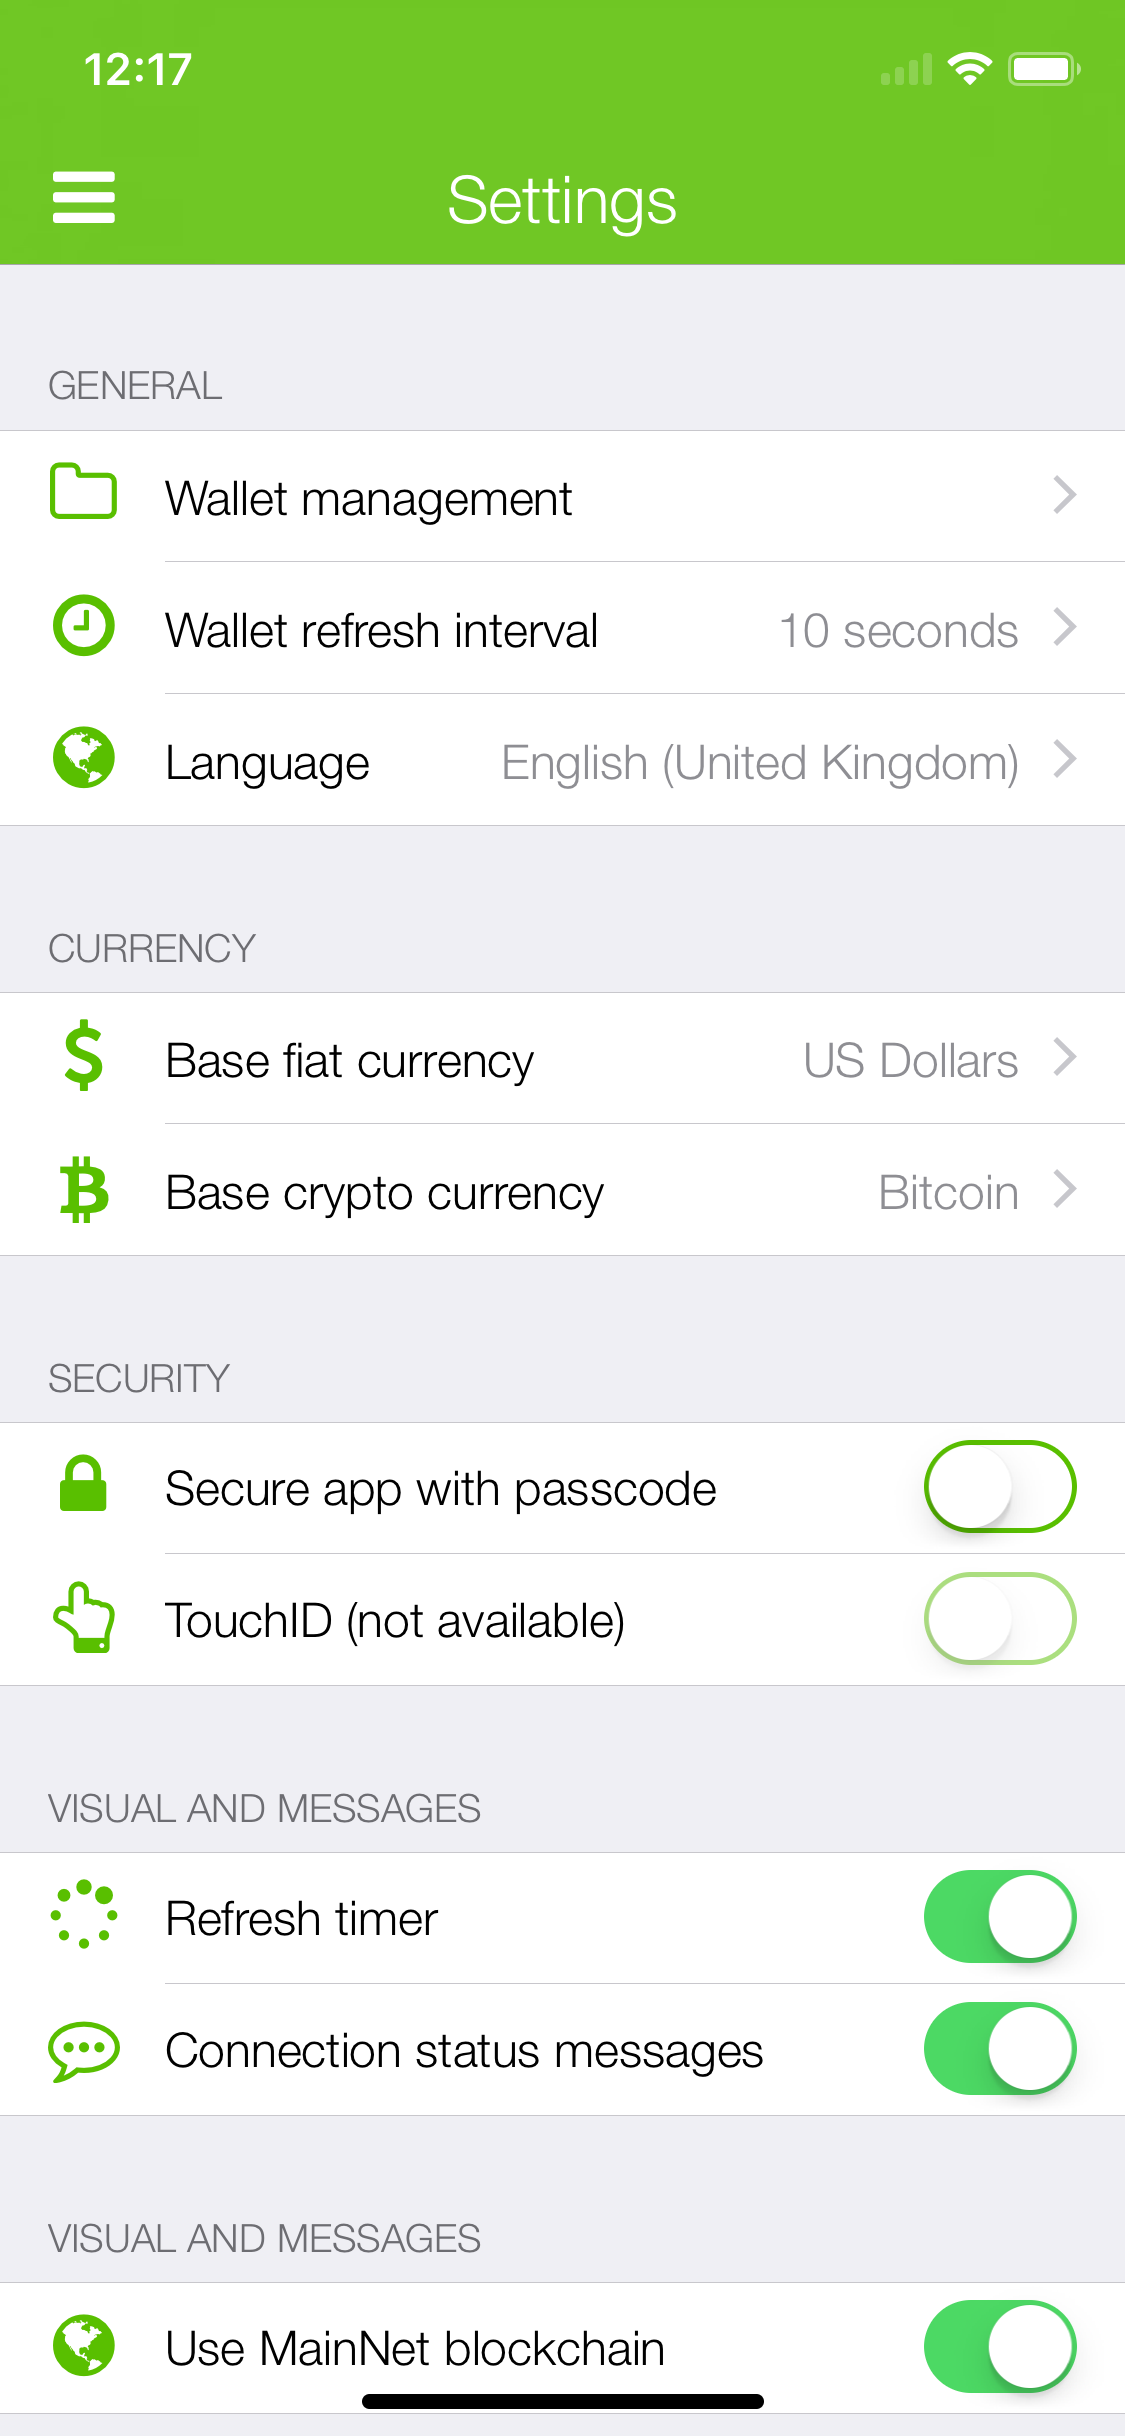 12:17
Settings
GENERAL
Wallet management
Wallet refresh interval 10 seconds
Language English (United Kingdom)
CURRENCY
Base fiat currency US Dollars
Base crypto currency Bitcoin
SECURITY
Secure app with passcode
TouchID (not available)
VISUAL AND MESSAGES
Refresh timer
Connection status messages
VISUAL AND MESSAGES
Use MainNet blockchain